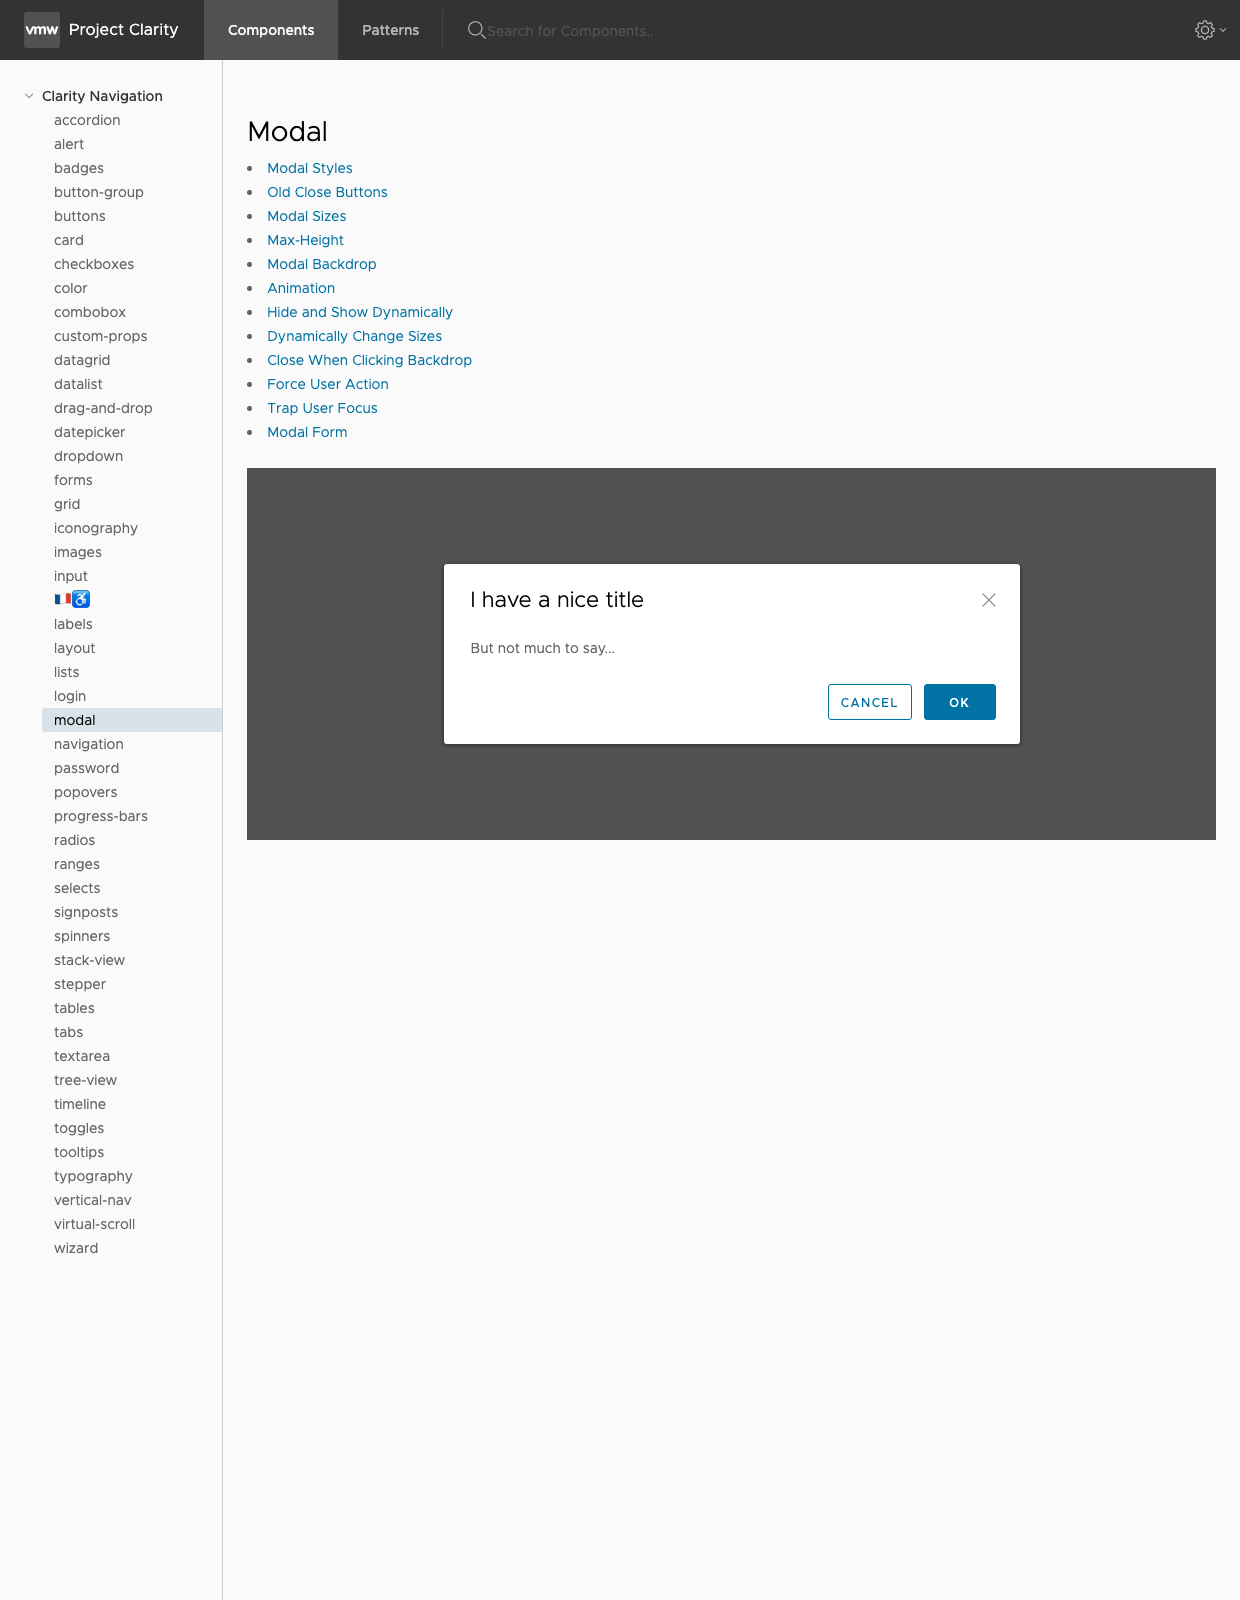 vmw Project Clarity
Components
Patterns
Search for Components..
Clarity Navigation
accordion
alert
badges
button-group
buttons
card
checkboxes
color
combobox
custom-props
datagrid
datalist
drag-and-drop
datepicker
dropdown
forms
grid
iconography
images
input
🇫🇷♿
labels
layout
lists
login
modal
navigation
password
popovers
progress-bars
radios
ranges
selects
signposts
spinners
stack-view
stepper
tables
tabs
textarea
tree-view
timeline
toggles
tooltips
typography
vertical-nav
virtual-scroll
wizard
Modal
Modal Styles
Old Close Buttons
Modal Sizes
Max-Height
Modal Backdrop
Animation
Hide and Show Dynamically
Dynamically Change Sizes
Close When Clicking Backdrop
Force User Action
Trap User Focus
Modal Form
I have a nice title
But not much to say...
CANCEL
OK